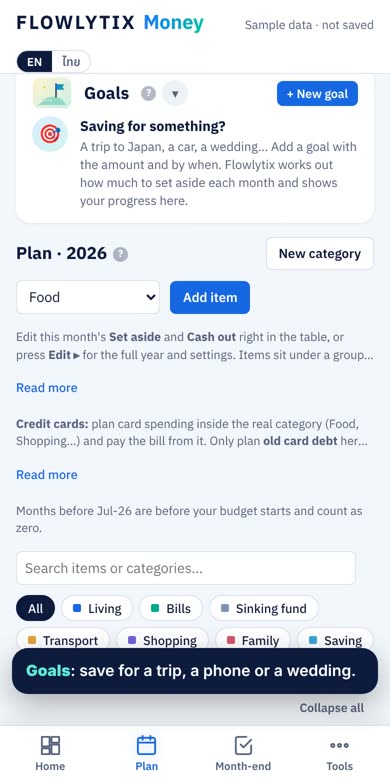 FLOWLYTIX Money
Sample data · not saved
EN ไทย
Goals ? ▼ + New goal
Saving for something?
A trip to Japan, a car, a wedding... Add a goal with
the amount and by when. Flowlytix works out
how much to set aside each month and shows
your progress here.
Plan · 2026 ? New category
Food Add item
Edit this month's Set aside and Cash out right in the table, or
press Edit ▸ for the full year and settings. Items sit under a group...
Read more
Credit cards: plan card spending inside the real category (Food,
Shopping...) and pay the bill from it. Only plan old card debt her...
Read more
Months before Jul-26 are before your budget starts and count as
zero.
Search items or categories...
All Living Bills Sinking fund
Transport Shopping Family Saving
Goals: save for a trip, a phone or a wedding.
Collapse all
Home Plan Month-end Tools